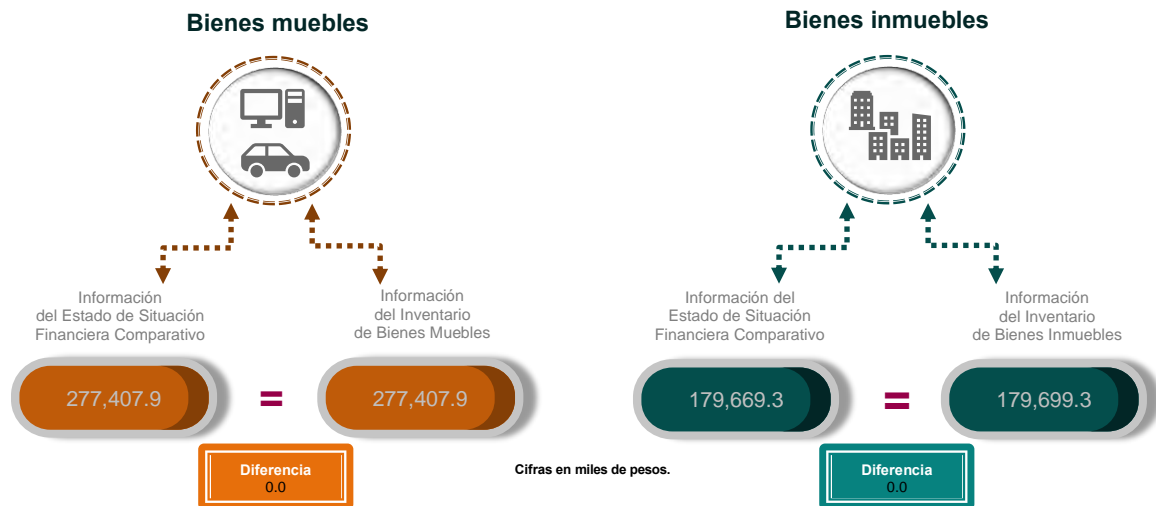 Bienes muebles
Información
del Estado de Situación
Financiera Comparativo
Información
del Inventario
de Bienes Muebles
277,407.9
=
277,407.9
Diferencia
0.0
Cifras en miles de pesos.
Bienes inmuebles
Información del
Estado de Situación
Financiera Comparativo
Información
del Inventario
de Bienes Inmuebles
179,669.3
=
179,699.3
Diferencia
0.0